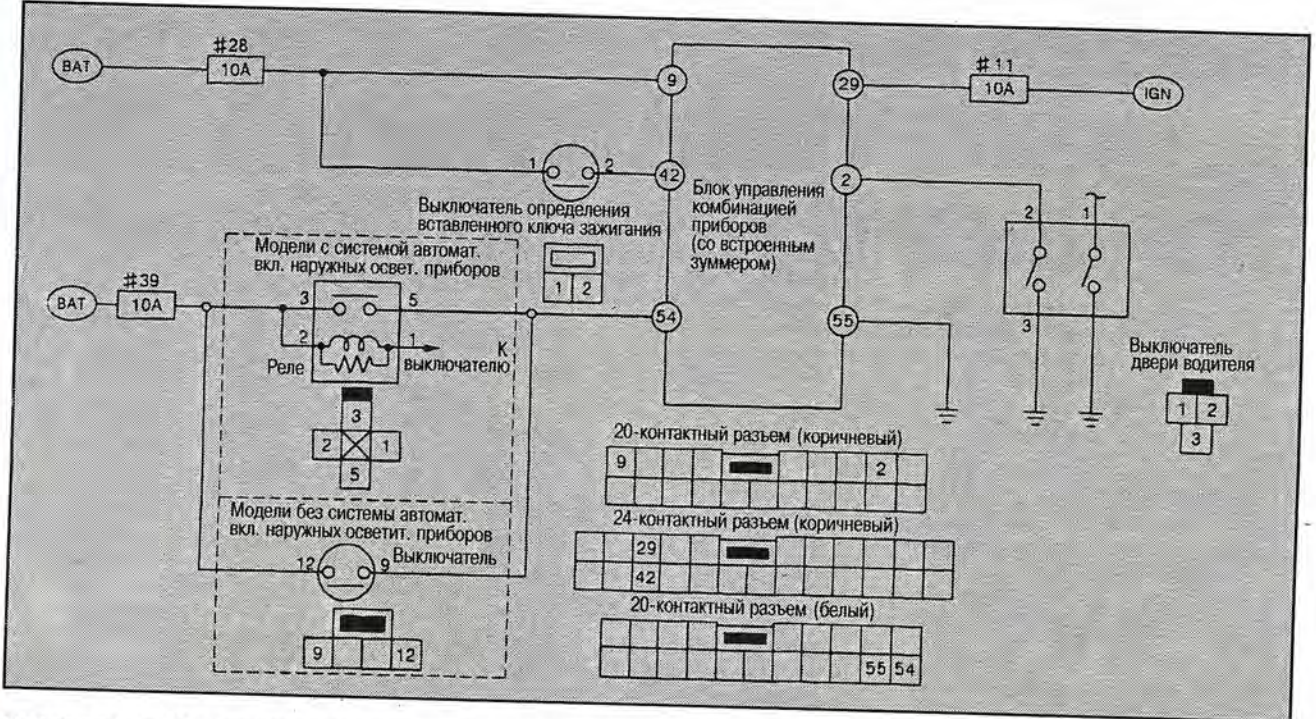 #28
BAT
10A
9
29
#11
10A
IGN
1
2
42
2
Выключатель определения
вставленного ключа зажигания
Блок управления
комбинацией
приборов
(со встроенным
зуммером)
2
1
3
1 2
Модели с системой автомат.
вкл. наружных освет. приборов
#39
BAT
10A
3
5
2
1
Реле
К
выключателю
54
55
Выключатель
двери водителя
1 2
3
3
2 1
5
20-контактный разъем (коричневый)
9 2
24-контактный разъем (коричневый)
29
42
20-контактный разъем (белый)
55 54
Модели без системы автомат.
вкл. наружных осветит. приборов
Выключатель
12
9
9 12